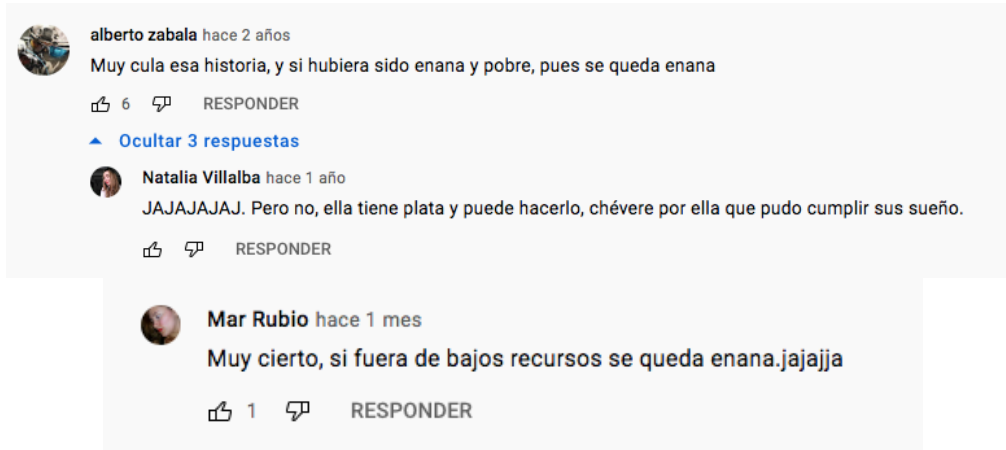 alberto zabala hace 2 años
Muy cula esa historia, y si hubiera sido enana y pobre, pues se queda enana
6 RESPONDER
Ocultar 3 respuestas
Natalia Villalba hace 1 año
JAJAJAJAJ. Pero no, ella tiene plata y puede hacerlo, chévere por ella que pudo cumplir sus sueño.
RESPONDER
Mar Rubio hace 1 mes
Muy cierto, si fuera de bajos recursos se queda enana.jajajja
1 RESPONDER